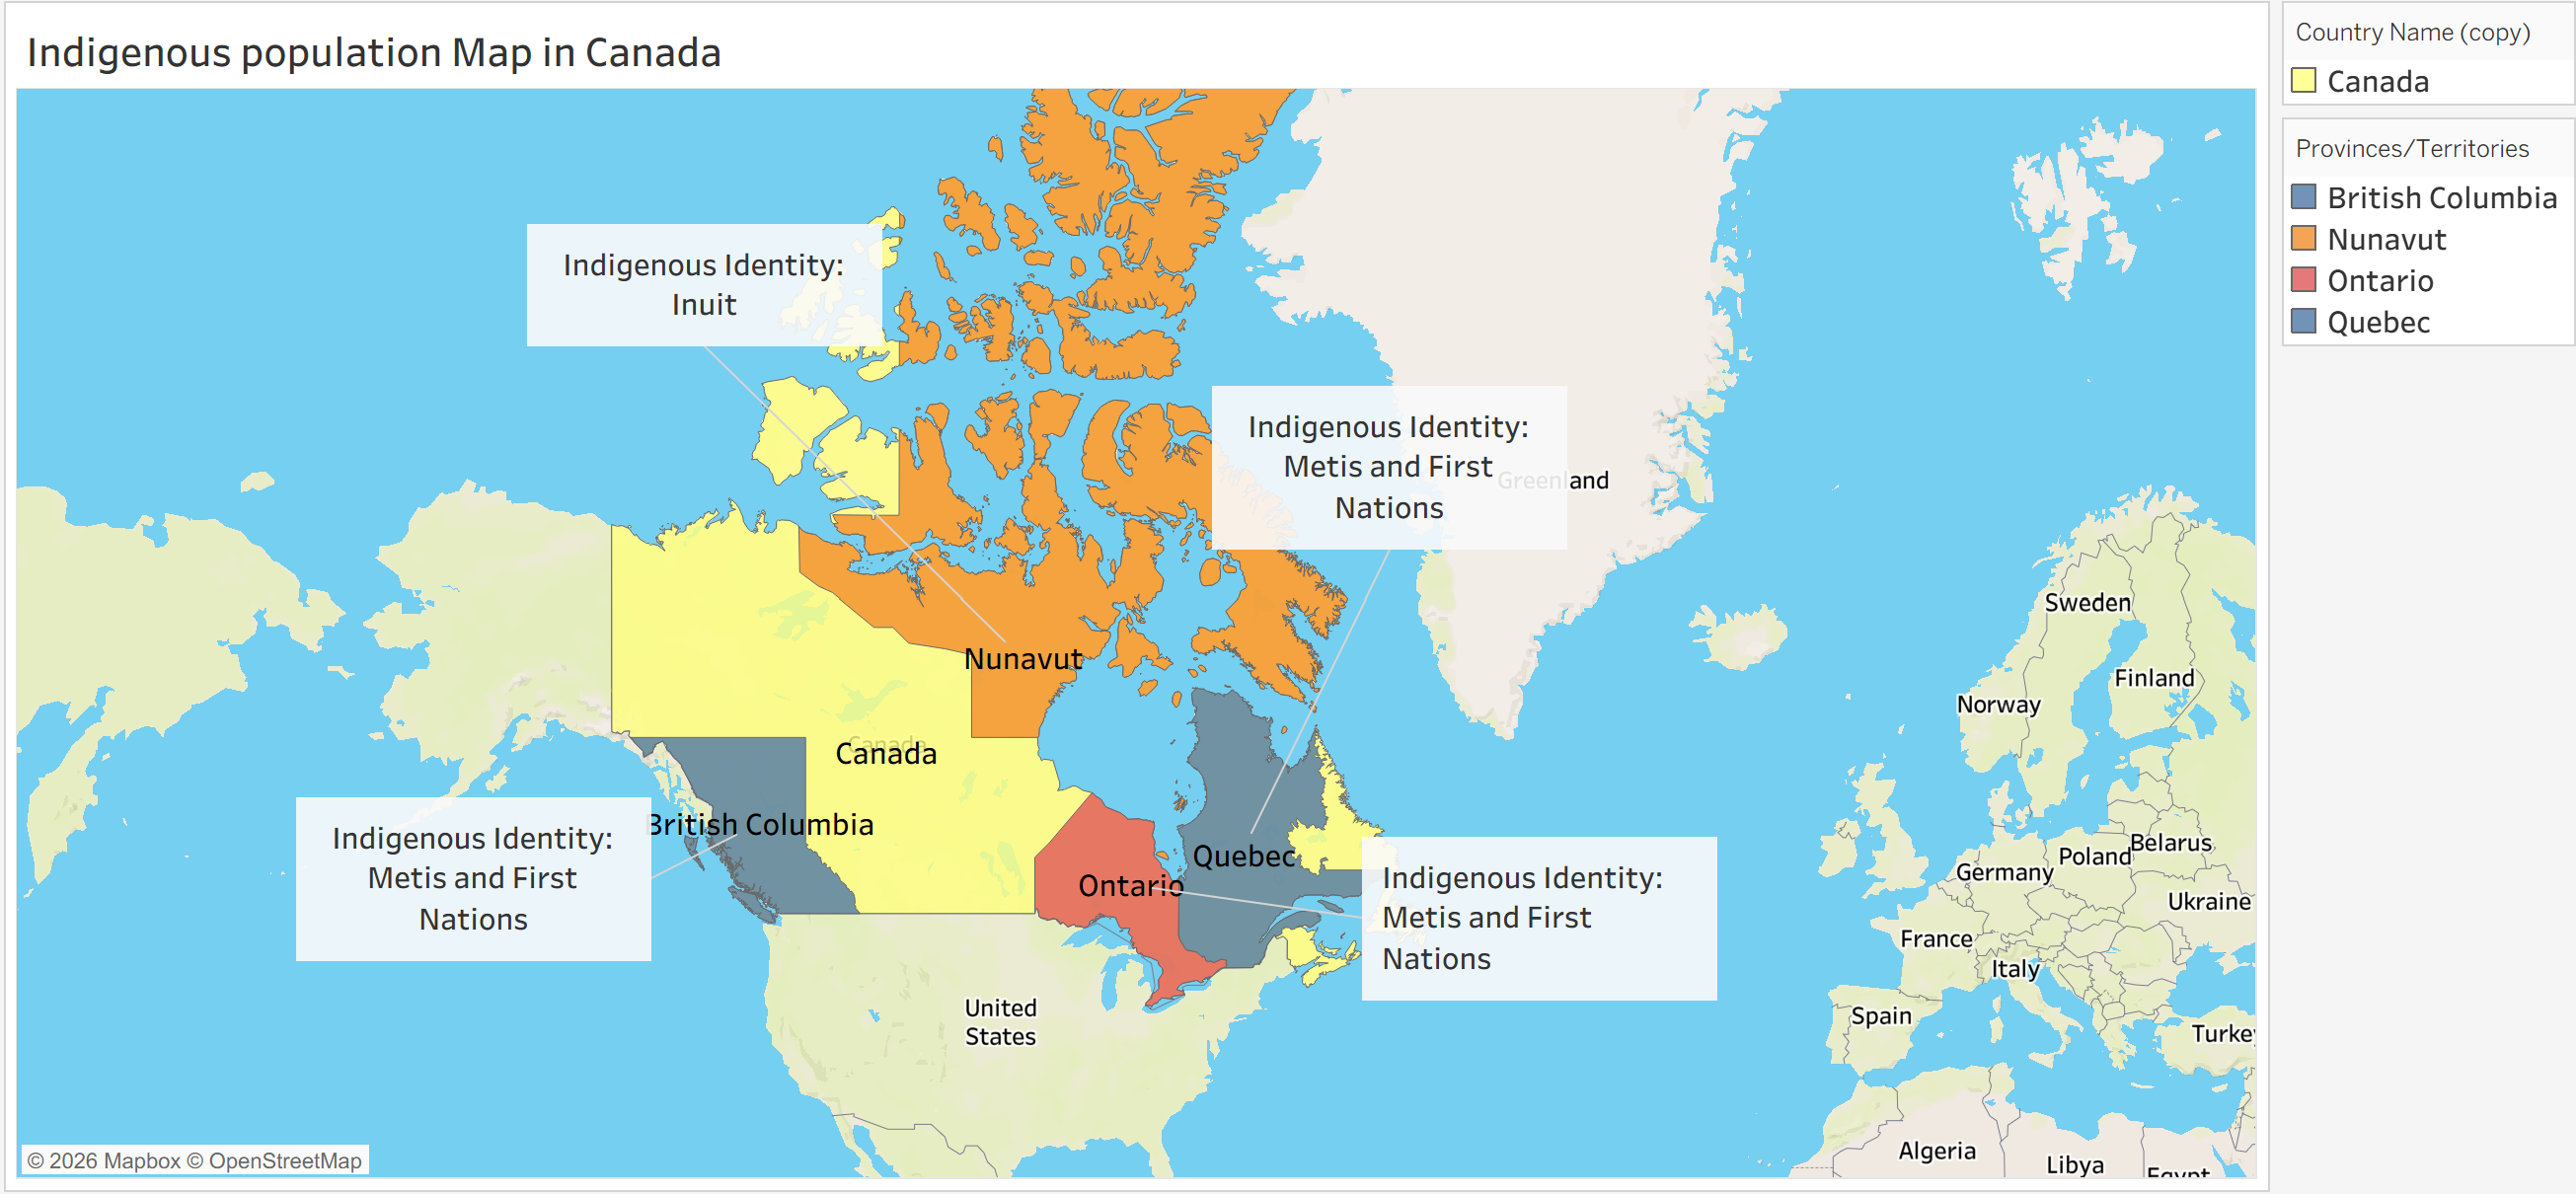 Indigenous population Map in Canada
Country Name (copy)
Canada
Provinces/Territories
British Columbia
Nunavut
Ontario
Quebec
Indigenous Identity:
Inuit
Indigenous Identity:
Metis and First
Nations
Greenland
Sweden
Finland
Norway
Nunavut
Canada
Canada
British Columbia
Indigenous Identity:
Metis and First
Nations
Quebec
Ontario
Indigenous Identity:
Metis and First
Nations
Belarus
Poland
Germany
Ukraine
France
Italy
Spain
Turkey
United
States
Algeria
Libya
Egypt
© 2026 Mapbox © OpenStreetMap